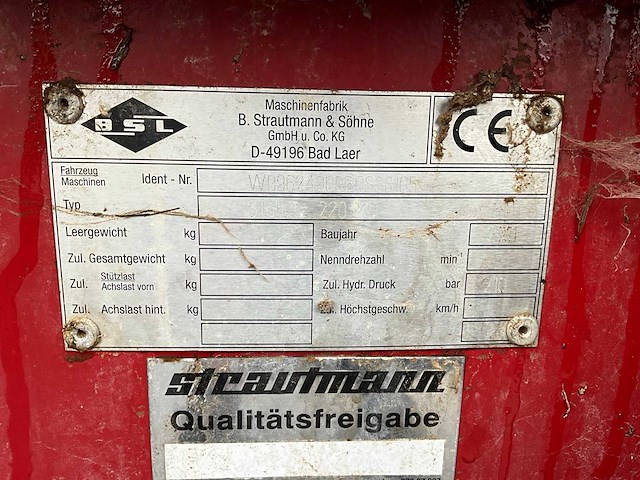 BSL
Maschinenfabrik
B. Strautmann & Söhne
GmbH u. Co. KG
D-49196 Bad Laer
CE
Fahrzeug
Maschinen
Ident - Nr.
Typ
Leergewicht kg
Baujahr
Zul. Gesamtgewicht kg
Nenndrehzahl min⁻¹
Zul. Stützlast
Achslast vorn kg
Zul. Hydr. Druck bar
Zul. Achslast hint. kg
Zul. Höchstgeschw. km/h
strautmann
Qualitätsfreigabe